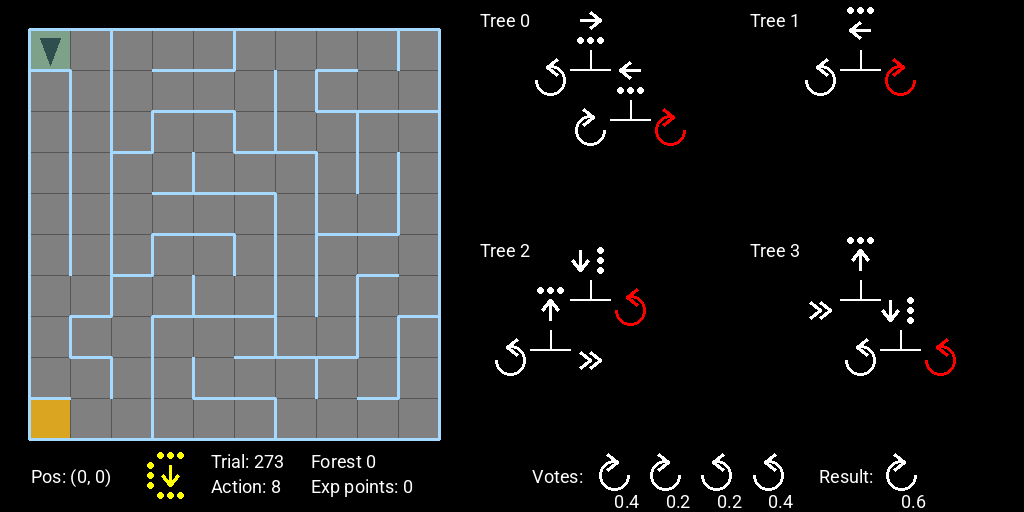 Tree 0
Tree 1
Tree 2
Tree 3
Pos: (0, 0)
Trial: 273
Forest 0
Action: 8
Exp points: 0
Votes:
0.4
0.2
0.2
0.4
Result:
0.6